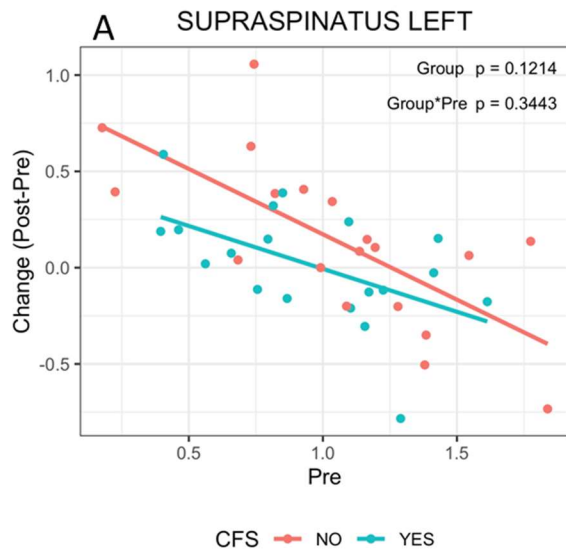 A SUPRASPINATUS LEFT
Group p = 0.1214
Group*Pre p = 0.3443
Change (Post-Pre)
1.0
0.5
0.0
-0.5
0.5 1.0 1.5
Pre
CFS NO YES